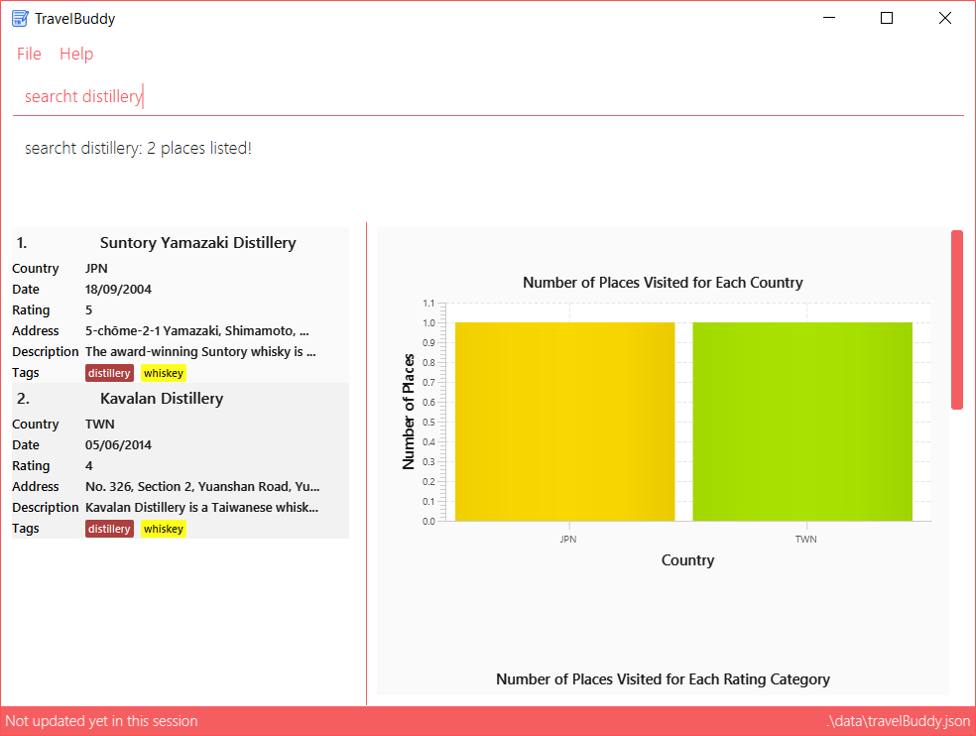 TravelBuddy
File Help
searcht distillery
searcht distillery: 2 places listed!
1. Suntory Yamazaki Distillery
Country JPN
Date 18/09/2004
Rating 5
Address 5-chōme-2-1 Yamazaki, Shimamoto, ...
Description The award-winning Suntory whisky is ...
Tags distillery whiskey
2. Kavalan Distillery
Country TWN
Date 05/06/2014
Rating 4
Address No. 326, Section 2, Yuanshan Road, Yu...
Description Kavalan Distillery is a Taiwanese whisk...
Tags distillery whiskey
Number of Places Visited for Each Country
Number of Places
1.1
1.0
0.9
0.8
0.7
0.6
0.5
0.4
0.3
0.2
0.1
0.0
JPN TWN
Country
Number of Places Visited for Each Rating Category
Not updated yet in this session .\data\travelBuddy.json